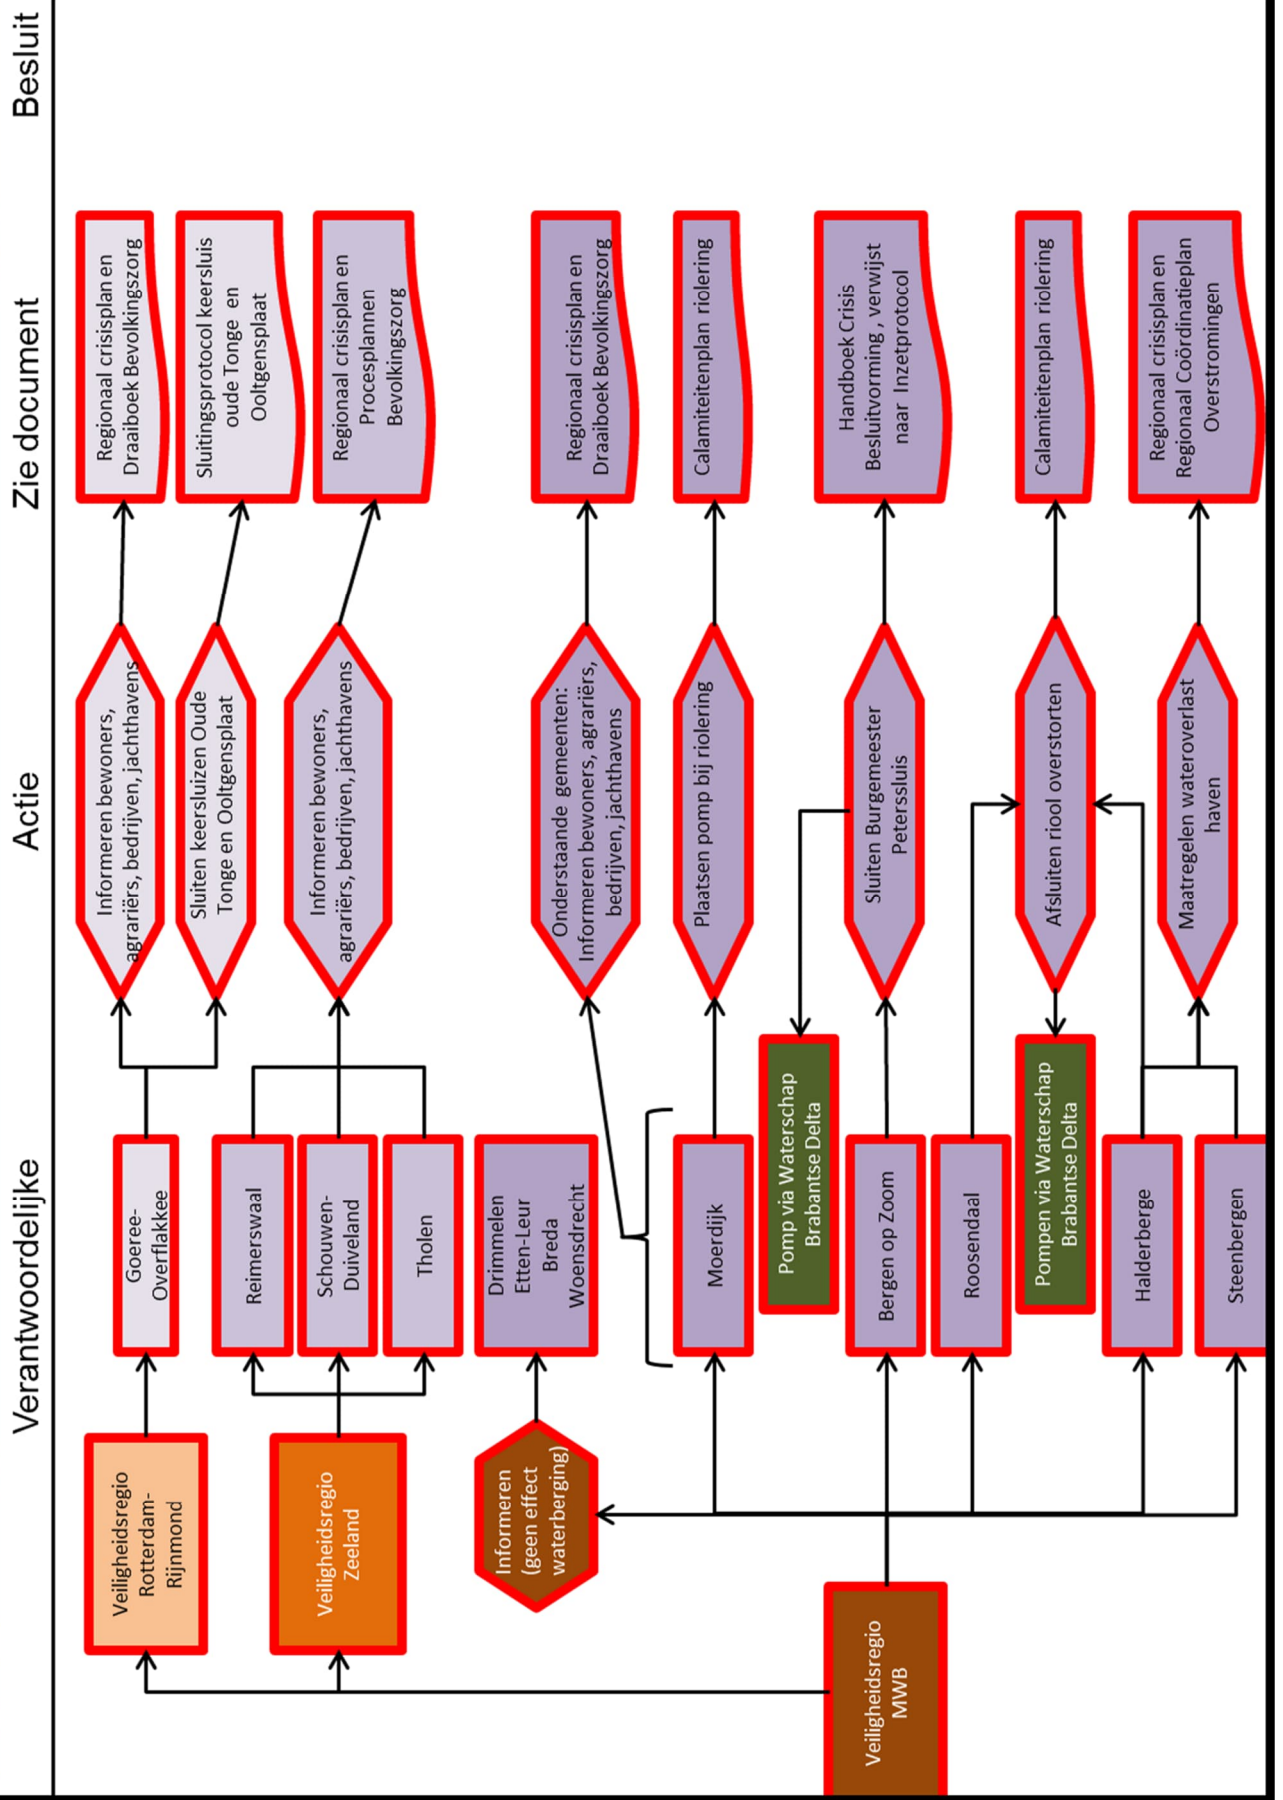 Verantwoordelijke
Actie
Zie document
Besluit
Veiligheidsregio
Rotterdam-
Rijnmond
Goeree-
Overflakkee
Informeren bewoners,
agrariërs, bedrijven, jachthavens
Regionaal crisisplan en
Draaiboek Bevolkingszorg
Sluiten keersluizen Oude
Tonge en Ooltgensplaat
Sluitingsprotocol keersluis
oude Tonge en
Ooltgensplaat
Veiligheidsregio
Zeeland
Reimerswaal
Schouwen-
Duiveland
Tholen
Informeren bewoners,
agrariërs, bedrijven, jachthavens
Regionaal crisisplan en
Procesplannen
Bevolkingszorg
Informeren
(geen effect
waterberging)
Drimmelen
Etten-Leur
Breda
Woensdrecht
Onderstaande gemeenten:
Informeren bewoners, agrariërs,
bedrijven, jachthavens
Regionaal crisisplan en
Draaiboek Bevolkingszorg
Moerdijk
Plaatsen pomp bij riolering
Calamiteitenplan riolering
Pomp via Waterschap
Brabantse Delta
Veiligheidsregio
MWB
Bergen op Zoom
Sluiten Burgemeester
Peterssluis
Handboek Crisis
Besluitvorming , verwijst
naar Inzetprotocol
Roosendaal
Pompen via Waterschap
Brabantse Delta
Afsluiten riool overstorten
Calamiteitenplan riolering
Halderberge
Maatregelen wateroverlast
haven
Regionaal crisisplan en
Regionaal Coördinatieplan
Overstromingen
Steenbergen